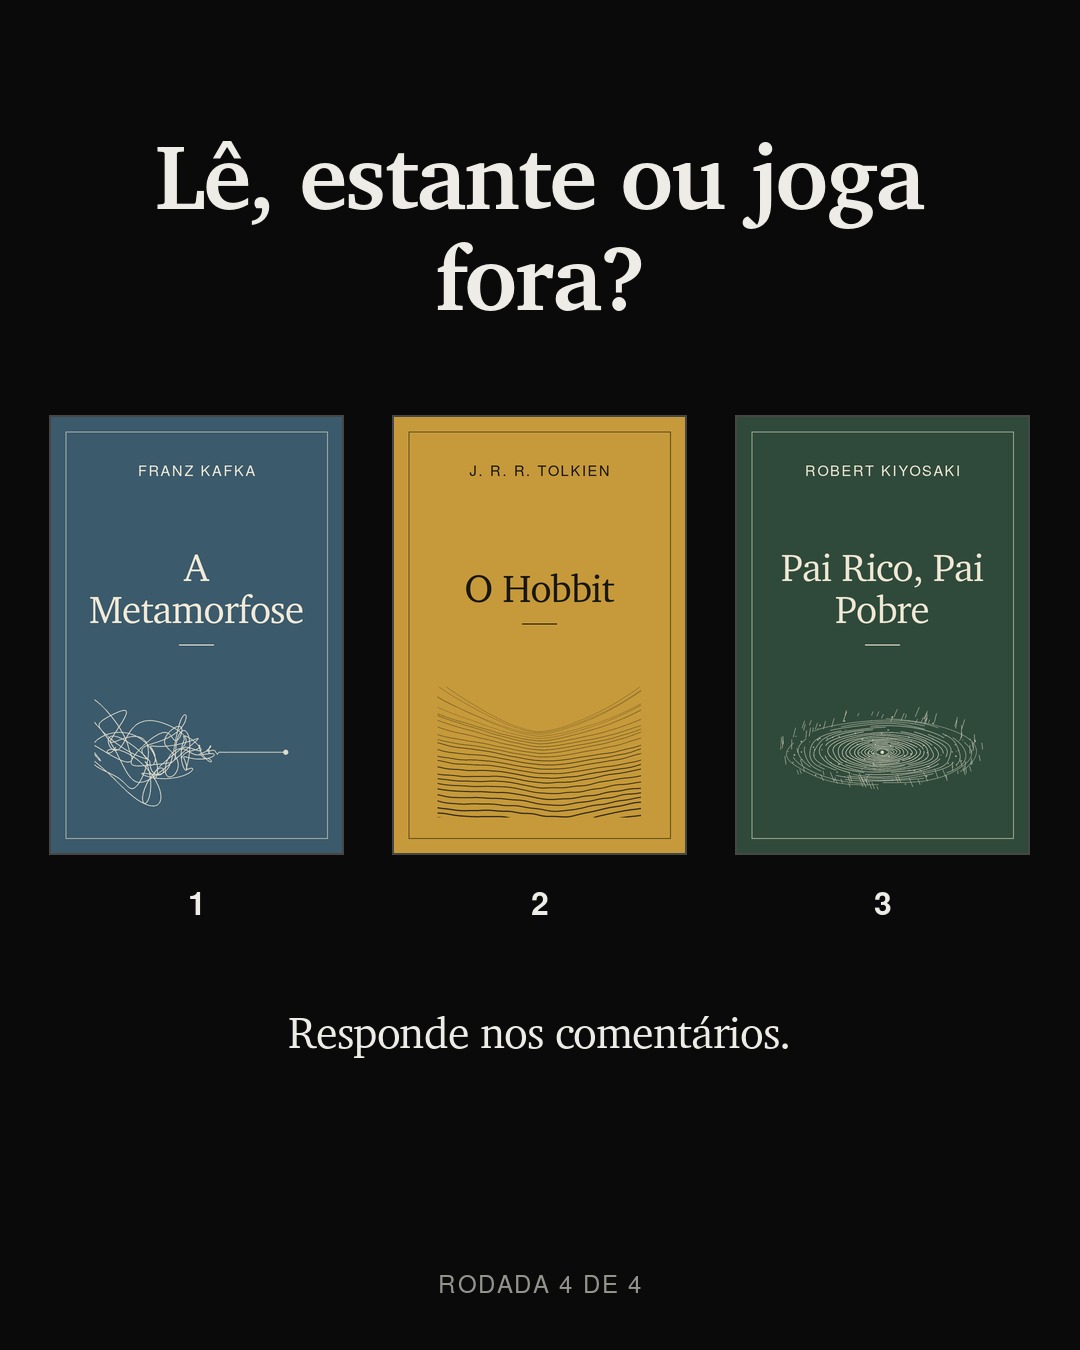 Lê, estante ou joga
fora?
FRANZ KAFKA
A
Metamorfose
J. R. R. TOLKIEN
O Hobbit
ROBERT KIYOSAKI
Pai Rico, Pai
Pobre
1
2
3
Responde nos comentários.
RODADA 4 DE 4